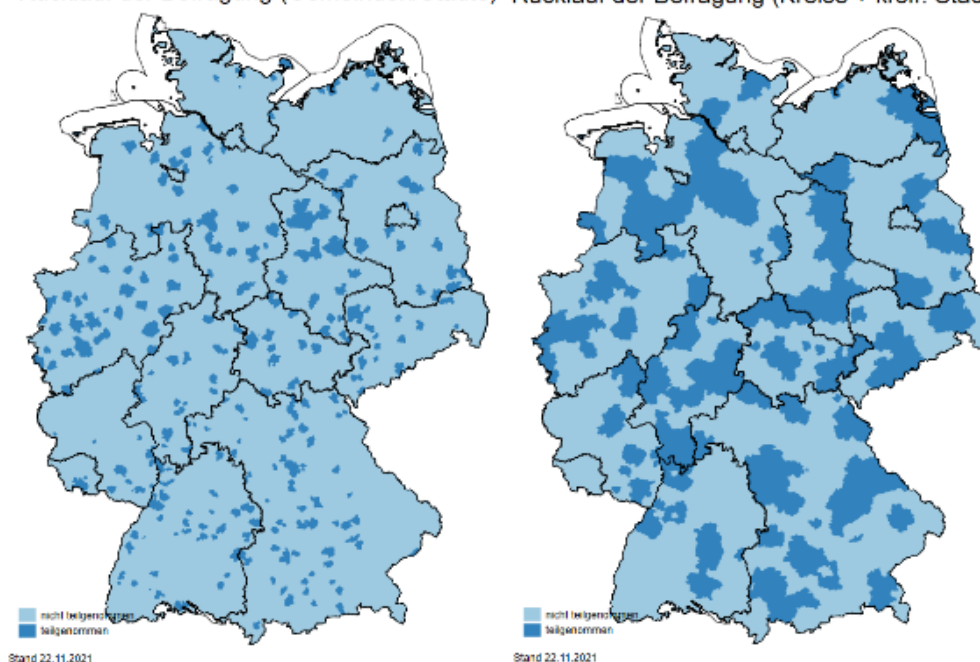 Rücklauf der Befragung (Kreise + kreisfr. Städ
nicht teilgenommen
teilgenommen
Stand 22.11.2021
nicht teilgenommen
teilgenommen
Stand 22.11.2021